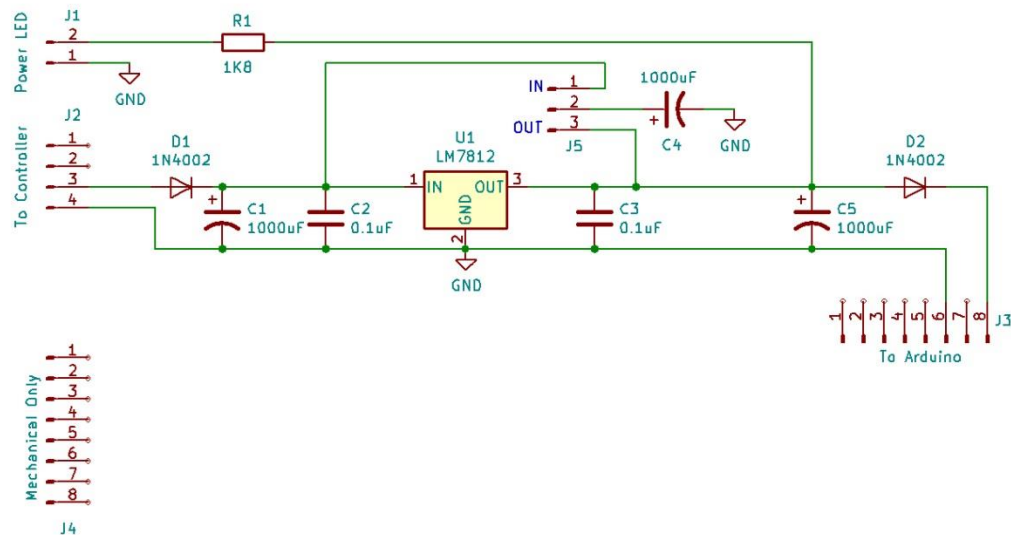 J1
Power LED
2
1
GND
R1
1K8
J2
To Controller
1
2
3
4
D1
1N4002
C1
1000uF
C2
0.1uF
U1
LM7812
1
IN
OUT
3
GND
2
GND
IN
OUT
1
2
3
J5
1000uF
+
C4
GND
C3
0.1uF
+
+
C5
1000uF
D2
1N4002
1
2
3
4
5
6
7
8
J3
To Arduino
Mechanical Only
1
2
3
4
5
6
7
8
J4